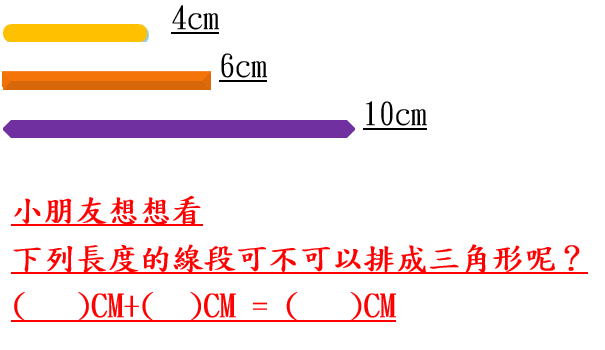 4cm
6cm
10cm
小朋友想想看
下列長度的線段可不可以排成三角形呢？
(   )CM+(  )CM = (   )CM